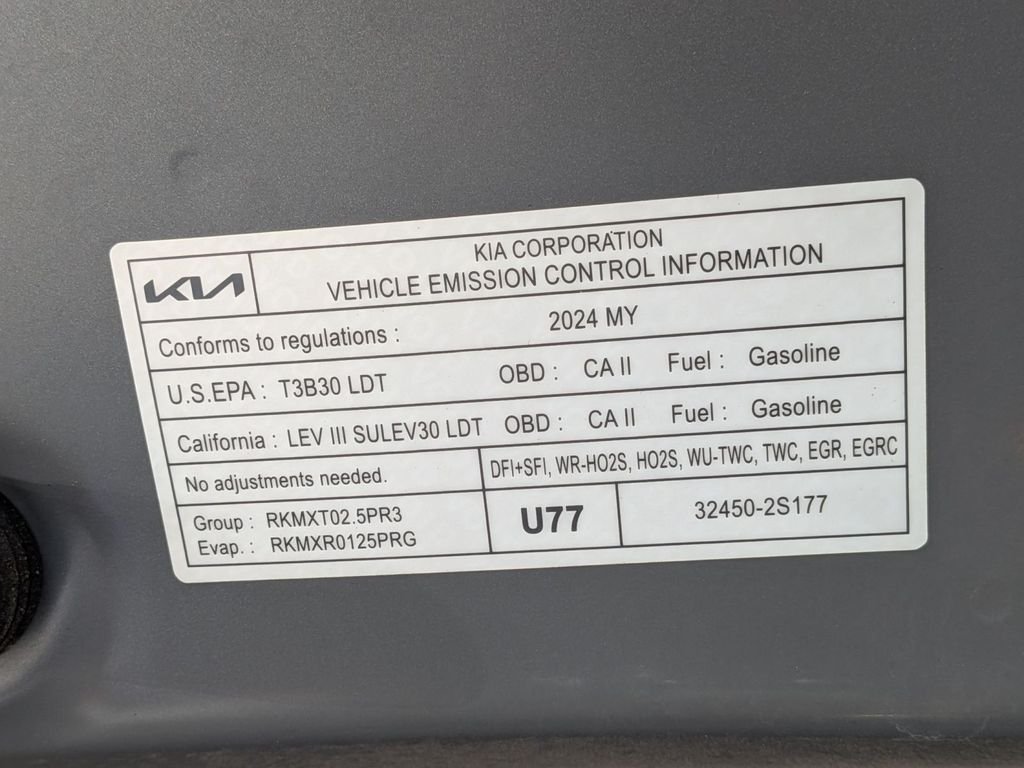 KIA
KIA CORPORATION
VEHICLE EMISSION CONTROL INFORMATION
Conforms to regulations : 2024 MY
U.S.EPA : T3B30 LDT OBD : CA II Fuel : Gasoline
California : LEV III SULEV30 LDT OBD : CA II Fuel : Gasoline
No adjustments needed. DFI+SFI, WR-HO2S, HO2S, WU-TWC, TWC, EGR, EGRC
Group : RKMXT02.5PR3
Evap. : RKMXR0125PRG
U77 32450-2S177